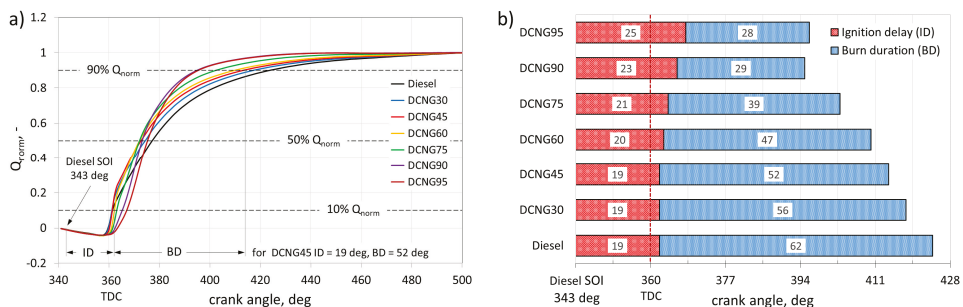 a)
Q_norm, -
1.2
1
0.8
0.6
0.4
0.2
0
-0.2
90% Q_norm
50% Q_norm
10% Q_norm
Diesel SOI
343 deg
Diesel
DCNG30
DCNG45
DCNG60
DCNG75
DCNG90
DCNG95
ID
BD
for DCNG45 ID = 19 deg, BD = 52 deg
340 360 380 400 420 440 460 480 500
TDC
crank angle, deg
b)
Ignition delay (ID)
Burn duration (BD)
DCNG95 25 28
DCNG90 23 29
DCNG75 21 39
DCNG60 20 47
DCNG45 19 52
DCNG30 19 56
Diesel 19 62
Diesel SOI 360 377 394 411 428
343 deg TDC crank angle, deg